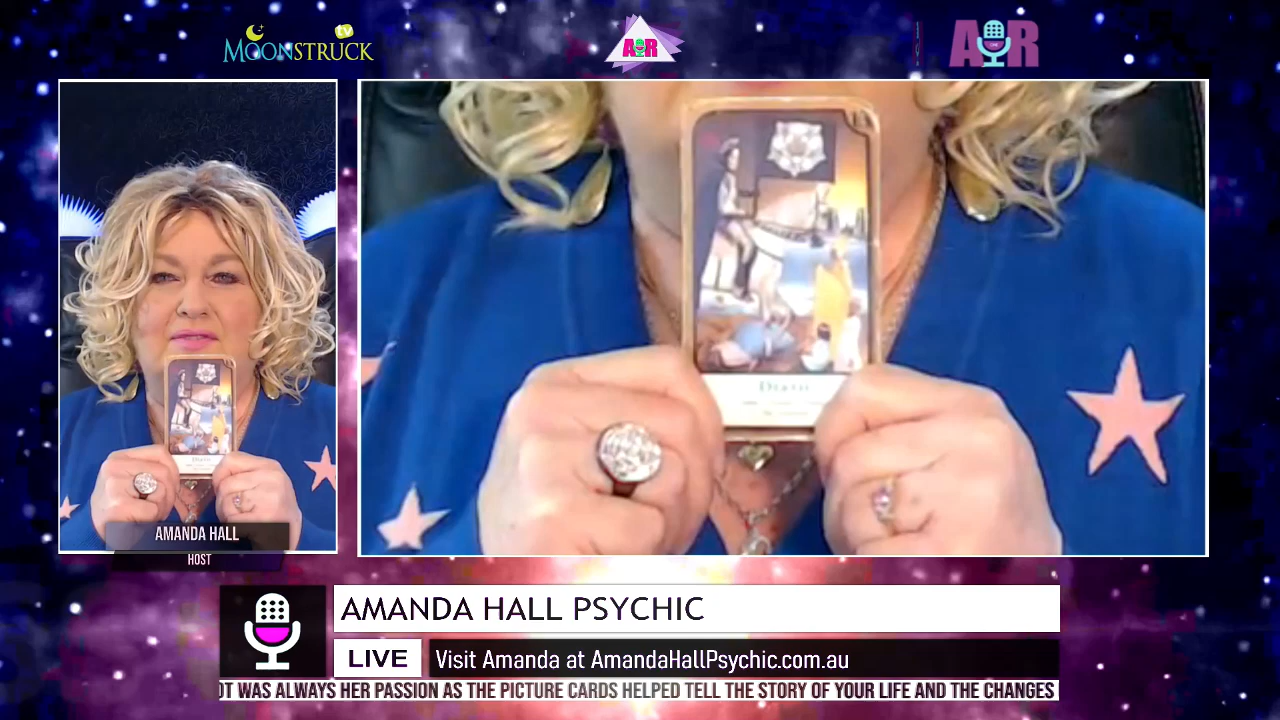 MOONSTRUCK tv
AIR
AIR
AMANDA HALL
HOST
AMANDA HALL PSYCHIC
LIVE
Visit Amanda at AmandaHallPsychic.com.au
OT WAS ALWAYS HER PASSION AS THE PICTURE CARDS HELPED TELL THE STORY OF YOUR LIFE AND THE CHANGES